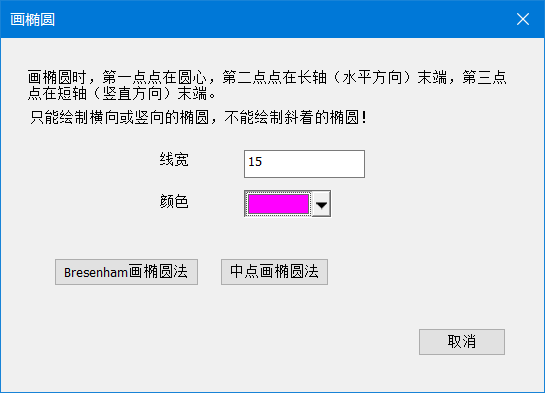 画椭圆
画椭圆时，第一点点在圆心，第二点点在长轴（水平方向）末端，第三点
点在短轴（竖直方向）末端。
只能绘制横向或竖向的椭圆，不能绘制斜着的椭圆！
线宽 15
颜色
Bresenham画椭圆法 中点画椭圆法
取消